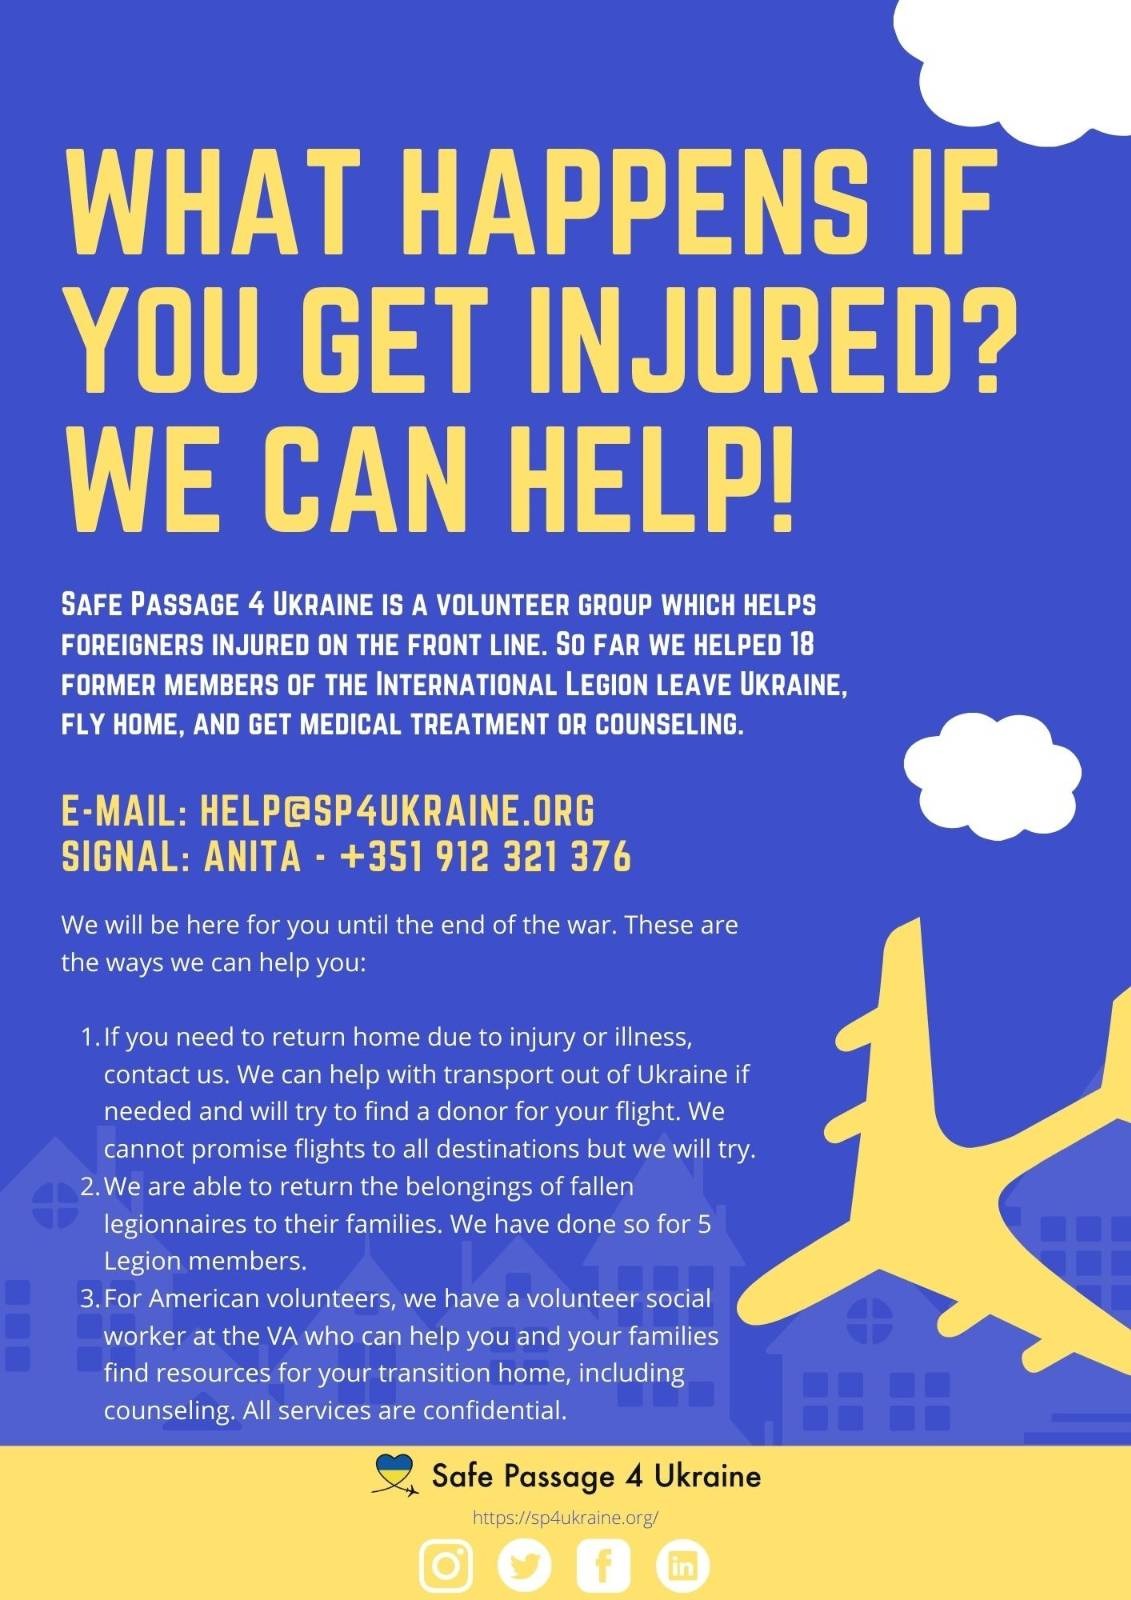 WHAT HAPPENS IF
YOU GET INJURED?
WE CAN HELP!
SAFE PASSAGE 4 UKRAINE IS A VOLUNTEER GROUP WHICH HELPS
FOREIGNERS INJURED ON THE FRONT LINE. SO FAR WE HELPED 18
FORMER MEMBERS OF THE INTERNATIONAL LEGION LEAVE UKRAINE,
FLY HOME, AND GET MEDICAL TREATMENT OR COUNSELING.
E-MAIL: HELP@SP4UKRAINE.ORG
SIGNAL: ANITA - +351 912 321 376
We will be here for you until the end of the war. These are
the ways we can help you:
1. If you need to return home due to injury or illness,
contact us. We can help with transport out of Ukraine if
needed and will try to find a donor for your flight. We
cannot promise flights to all destinations but we will try.
2. We are able to return the belongings of fallen
legionnaires to their families. We have done so for 5
Legion members.
3. For American volunteers, we have a volunteer social
worker at the VA who can help you and your families
find resources for your transition home, including
counseling. All services are confidential.
Safe Passage 4 Ukraine
https://sp4ukraine.org/